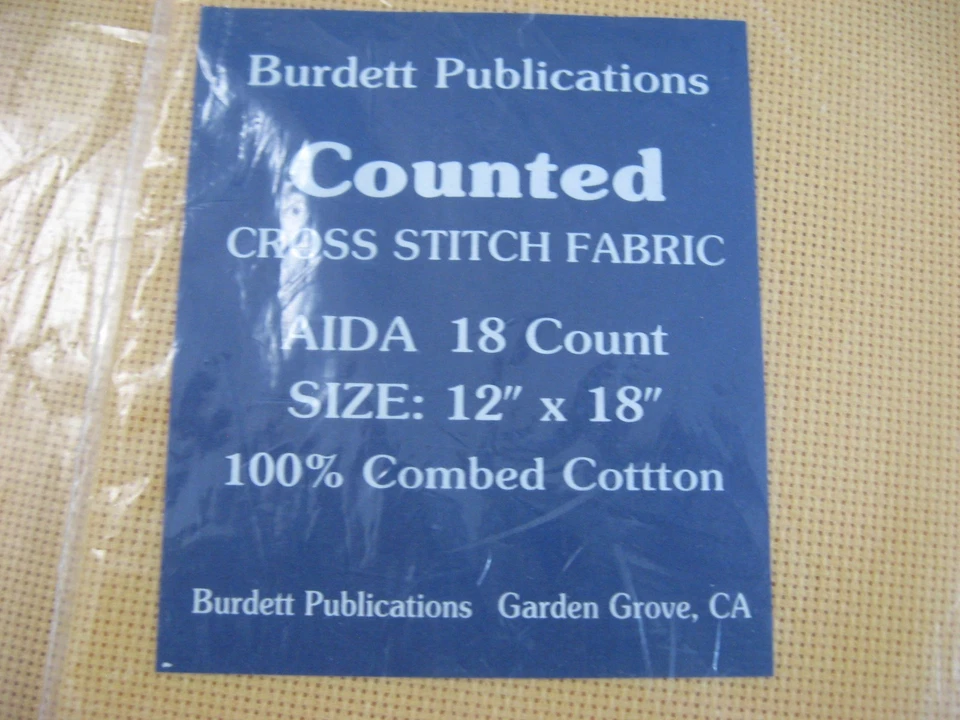 Burdett Publications
Counted
CROSS STITCH FABRIC
AIDA 18 Count
SIZE: 12" x 18"
100% Combed Cottton
Burdett Publications Garden Grove, CA